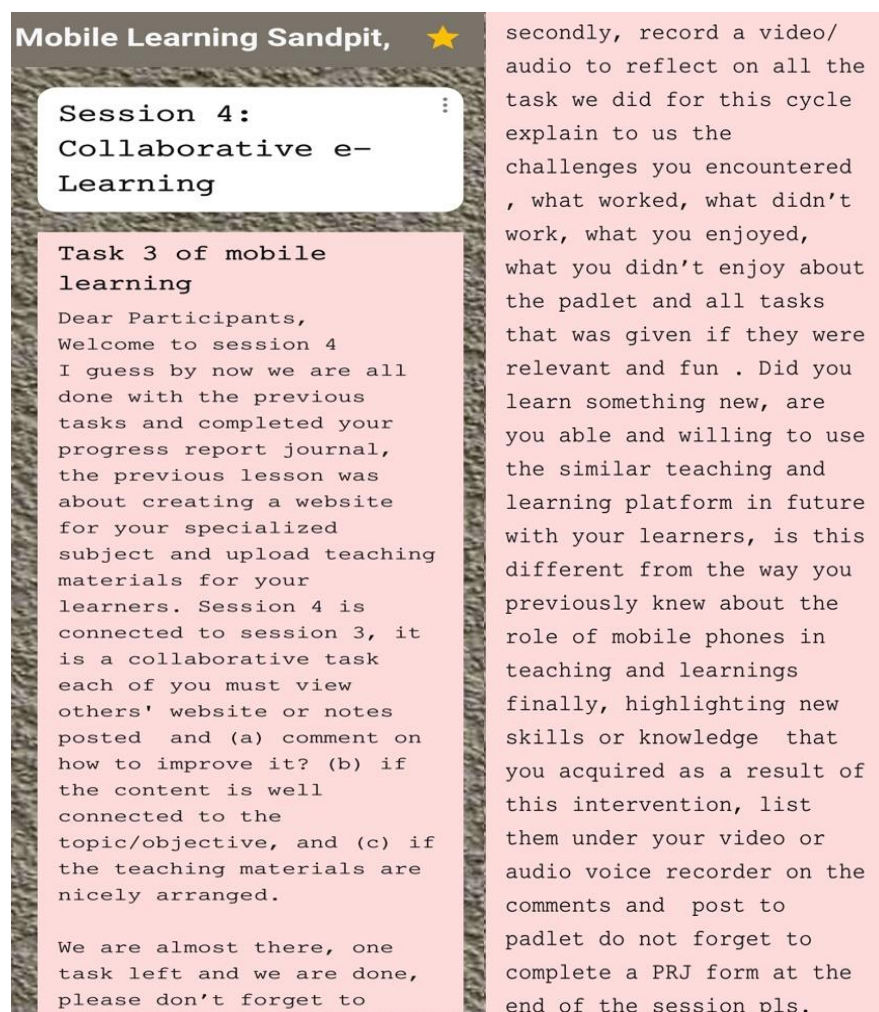 Mobile Learning Sandpit,
Session 4:
Collaborative e-
Learning
Task 3 of mobile
learning
Dear Participants,
Welcome to session 4
I guess by now we are all
done with the previous
tasks and completed your
progress report journal,
the previous lesson was
about creating a website
for your specialized
subject and upload teaching
materials for your
learners. Session 4 is
connected to session 3, it
is a collaborative task
each of you must view
others' website or notes
posted  and (a) comment on
how to improve it? (b) if
the content is well
connected to the
topic/objective, and (c) if
the teaching materials are
nicely arranged.
We are almost there, one
task left and we are done,
please don't forget to
secondly, record a video/
audio to reflect on all the
task we did for this cycle
explain to us the
challenges you encountered
, what worked, what didn't
work, what you enjoyed,
what you didn't enjoy about
the padlet and all tasks
that was given if they were
relevant and fun . Did you
learn something new, are
you able and willing to use
the similar teaching and
learning platform in future
with your learners, is this
different from the way you
previously knew about the
role of mobile phones in
teaching and learnings
finally, highlighting new
skills or knowledge  that
you acquired as a result of
this intervention, list
them under your video or
audio voice recorder on the
comments and  post to
padlet do not forget to
complete a PRJ form at the
end of the session pls.